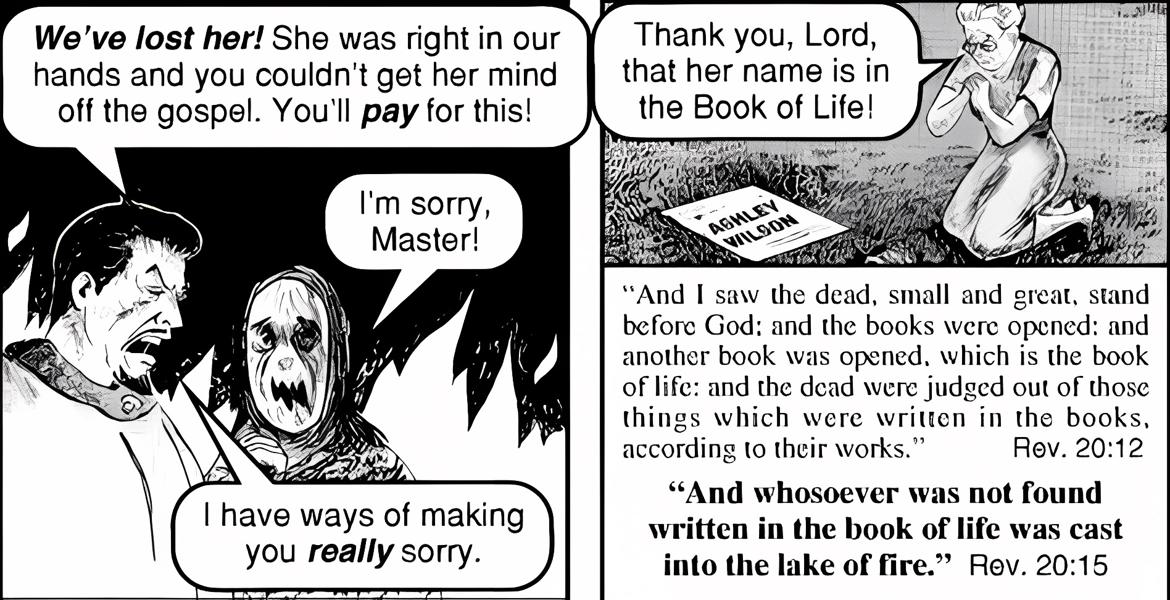 We've lost her! She was right in our
hands and you couldn't get her mind
off the gospel. You'll pay for this!
I'm sorry,
Master!
I have ways of making
you really sorry.
Thank you, Lord,
that her name is in
the Book of Life!
ASHLEY
WILSON
“And I saw the dead, small and great, stand
before God; and the books were opened: and
another book was opened, which is the book
of life: and the dead were judged out of those
things which were written in the books,
according to their works.” Rev. 20:12
“And whosoever was not found
written in the book of life was cast
into the lake of fire.” Rev. 20:15